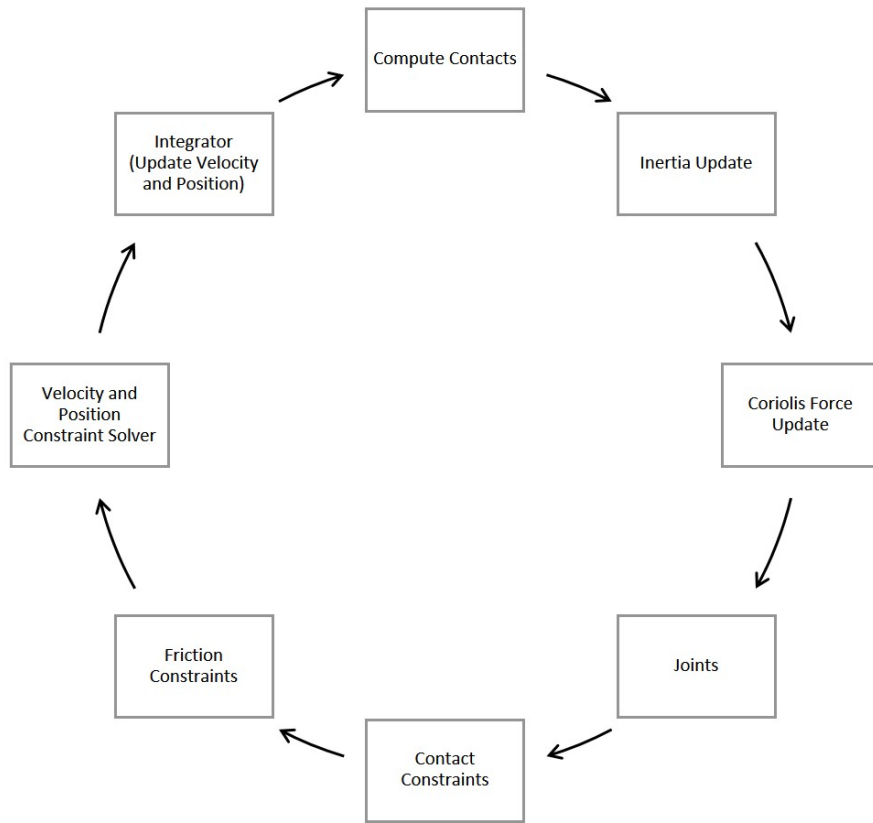 Compute Contacts
Inertia Update
Coriolis Force
Update
Joints
Contact
Constraints
Friction
Constraints
Velocity and
Position
Constraint Solver
Integrator
(Update Velocity
and Position)